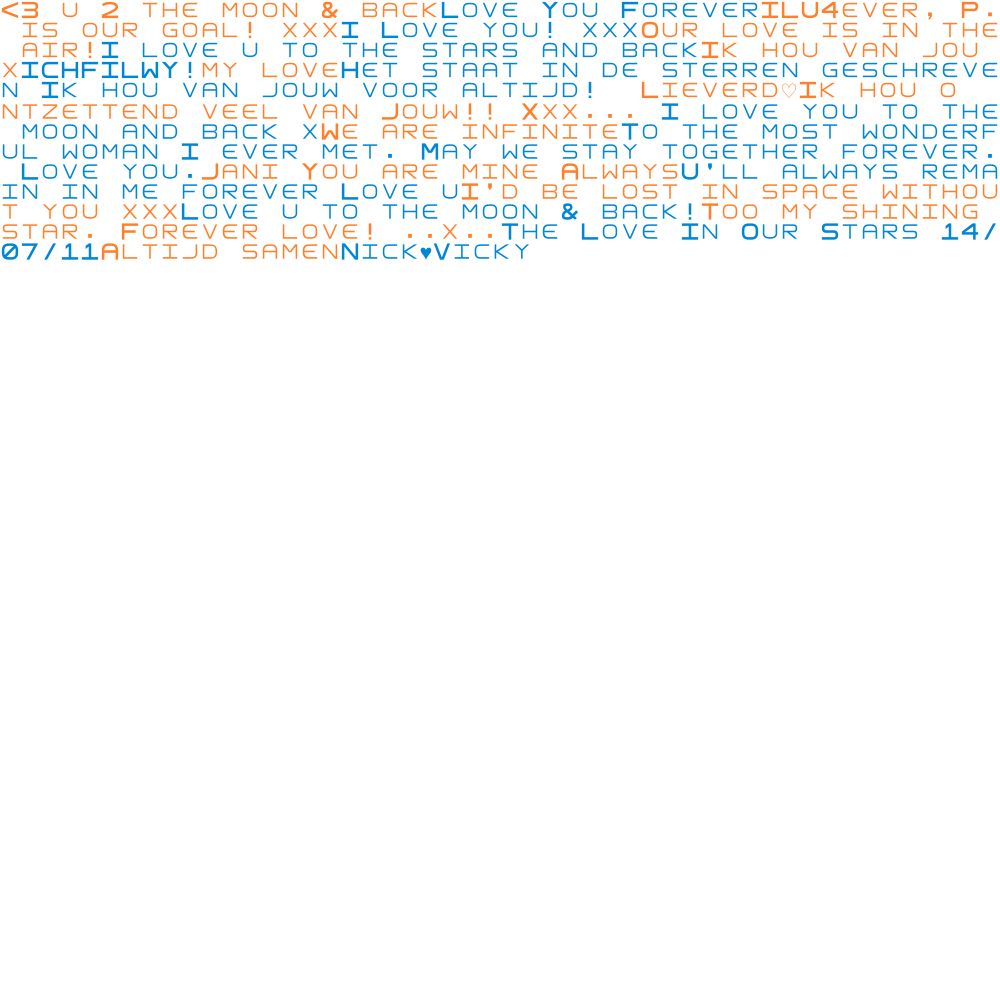 <3 u 2 the moon & backLove You ForeverILU4ever, P.
is our goal! xxxI Love you! xxxOur love is in the
air!I love u to the stars and backIk hou van jou
xICHFILWY!my loveHet staat in de sterren geschreve
n Ik hou van jouw voor altijd! Lieverd♡Ik hou o
ntzettend veel van Jouw!! Xxx... I love you to the
moon and back xWe are infiniteTo the most wonderf
ul woman I ever met. May we stay together forever.
Love you.Jani You are mine AlwaysU'll always rema
in in me forever Love uI'd be lost in space withou
t you xxxLove u to the moon & back!Too my shining
star. Forever love! ..x..The Love In Our Stars 14/
07/11Altijd samenNick♥Vicky